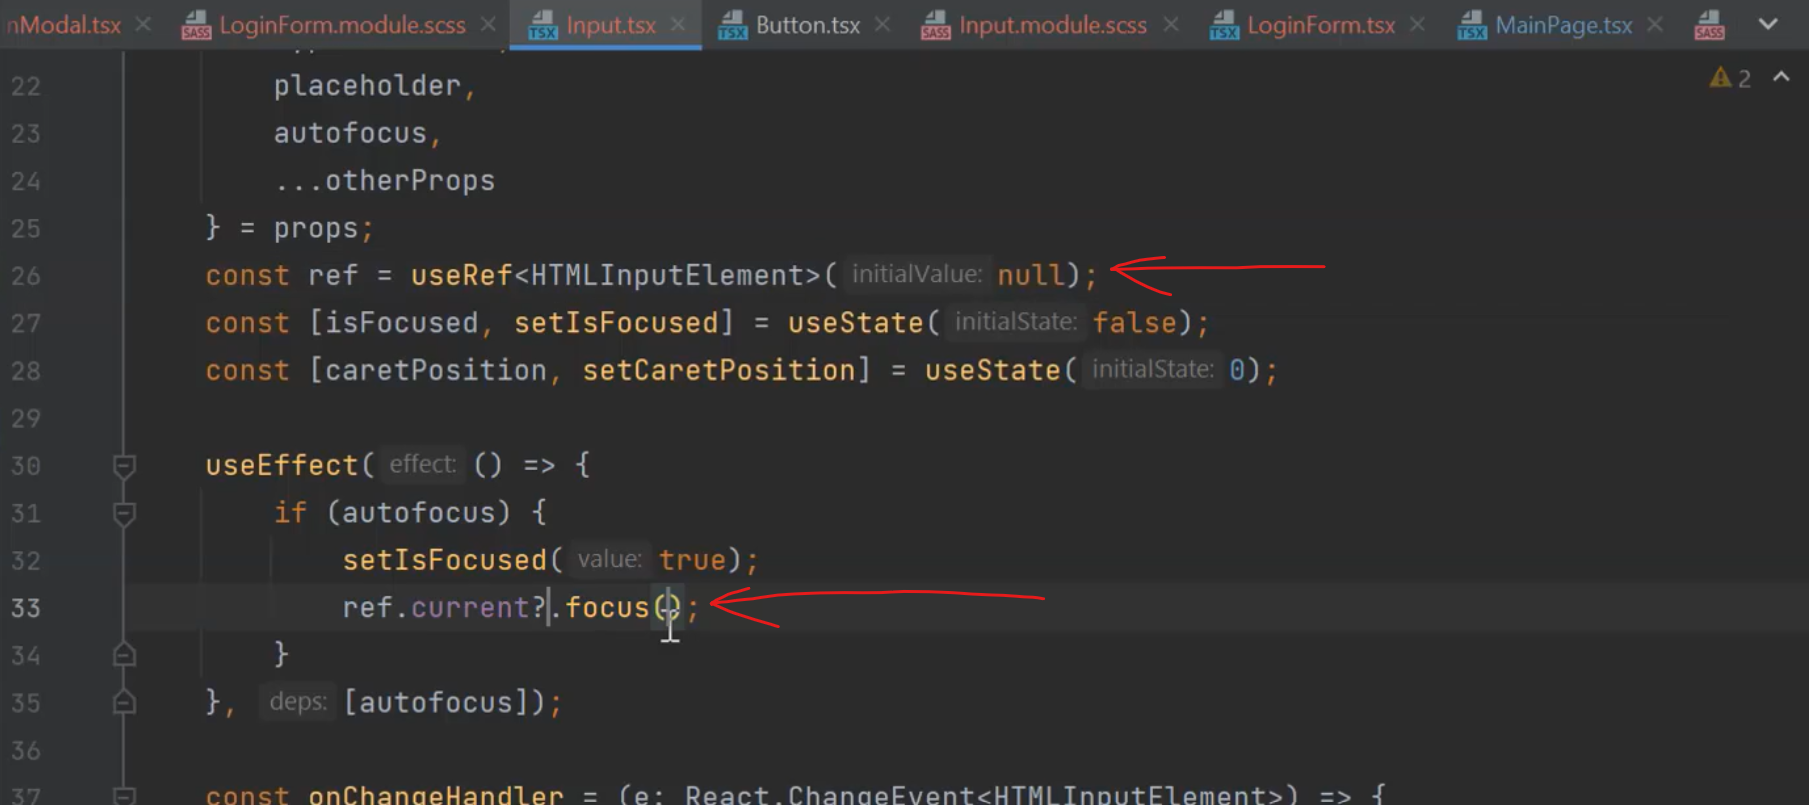 nModal.tsx LoginForm.module.scss Input.tsx Button.tsx Input.module.scss LoginForm.tsx MainPage.tsx
2
22 placeholder,
23 autofocus,
24 ...otherProps
25 } = props;
26 const ref = useRef<HTMLInputElement>( initialValue: null);
27 const [isFocused, setIsFocused] = useState( initialState: false);
28 const [caretPosition, setCaretPosition] = useState( initialState: 0);
29
30 useEffect( effect: () => {
31 if (autofocus) {
32 setIsFocused( value: true);
33 ref.current?.focus();
34 }
35 }, deps: [autofocus]);
36
37 const onChangeHandler = (e: React.ChangeEvent<HTMLInputElement>) => {